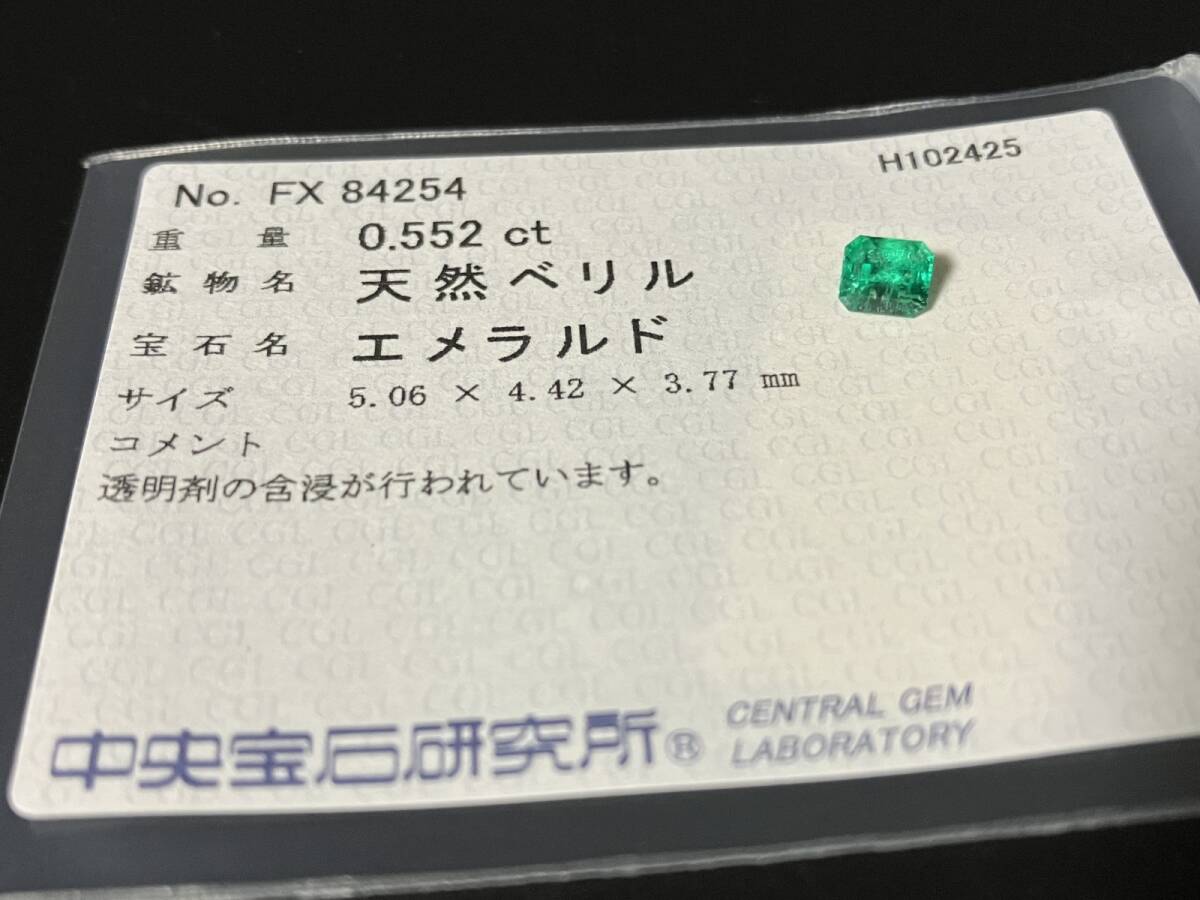 H102425
No. FX 84254
重量 0.552 ct
鉱物名 天然ベリル
宝石名 エメラルド
サイズ 5.06 × 4.42 × 3.77 mm
コメント
透明剤の含浸が行われています。
中央宝石研究所® CENTRAL GEM
LABORATORY